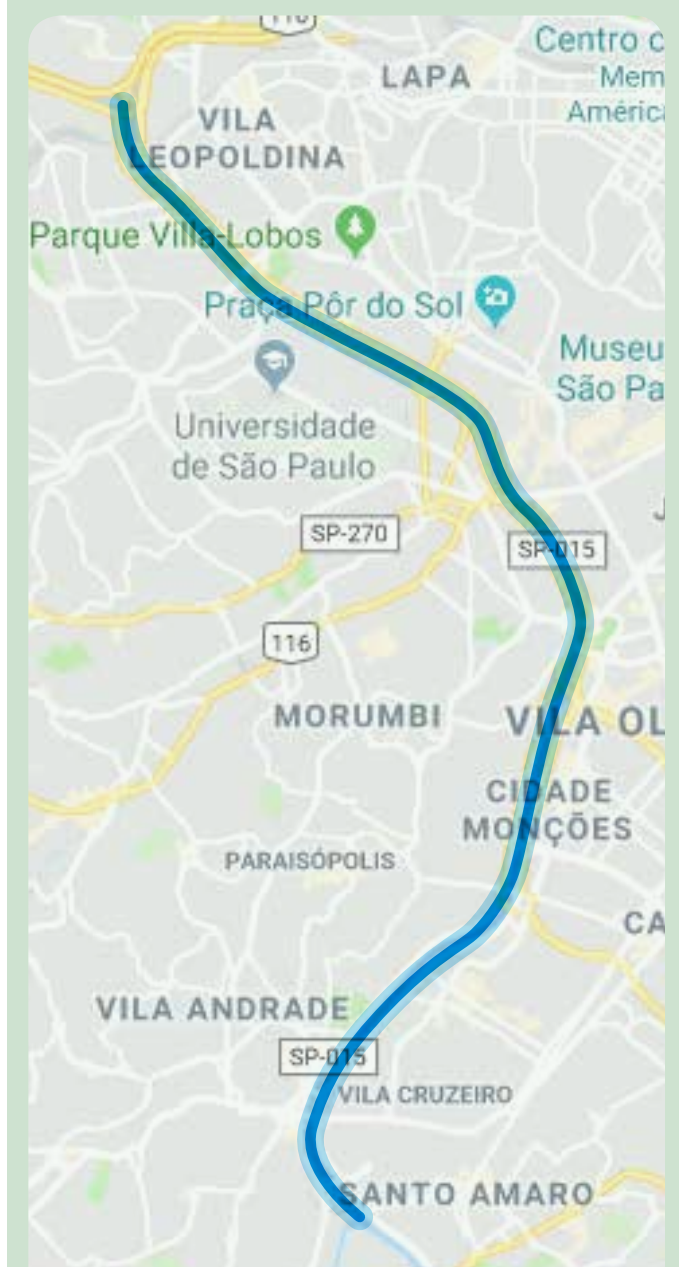 Centro
LAPA
Mem
Améric
VILA
LEOPOLDINA
Parque Villa-Lobos
Praça Pôr do Sol
Museu
São Pa
Universidade
de São Paulo
SP-270
SP-015
116
MORUMBI
VILA OL
CIDADE
MONÇÕES
PARAISÓPOLIS
CA
VILA ANDRADE
SP-015
VILA CRUZEIRO
SANTO AMARO